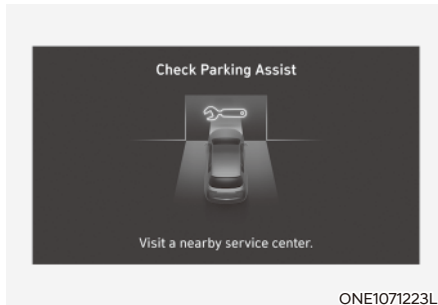 Check Parking Assist
Visit a nearby service center.
ONE1071223L